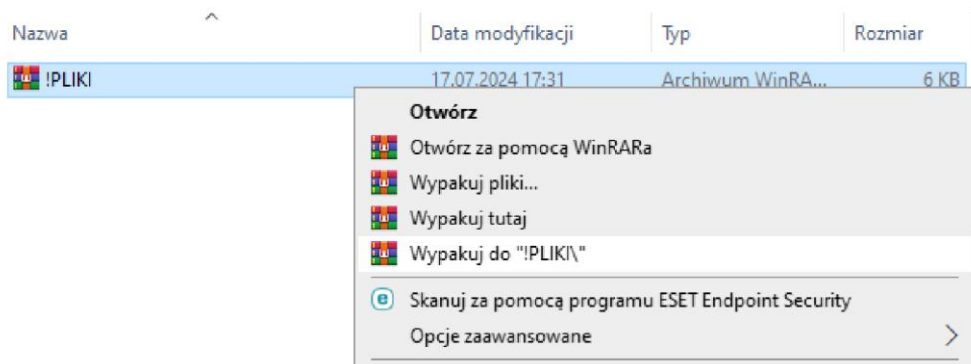 Nazwa Data modyfikacji Typ Rozmiar
!PLIKI 17.07.2024 17:31 Archiwum WinRA... 6 KB
Otwórz
Otwórz za pomocą WinRARa
Wypakuj pliki...
Wypakuj tutaj
Wypakuj do "!PLIKI\"
Skanuj za pomocą programu ESET Endpoint Security
Opcje zaawansowane